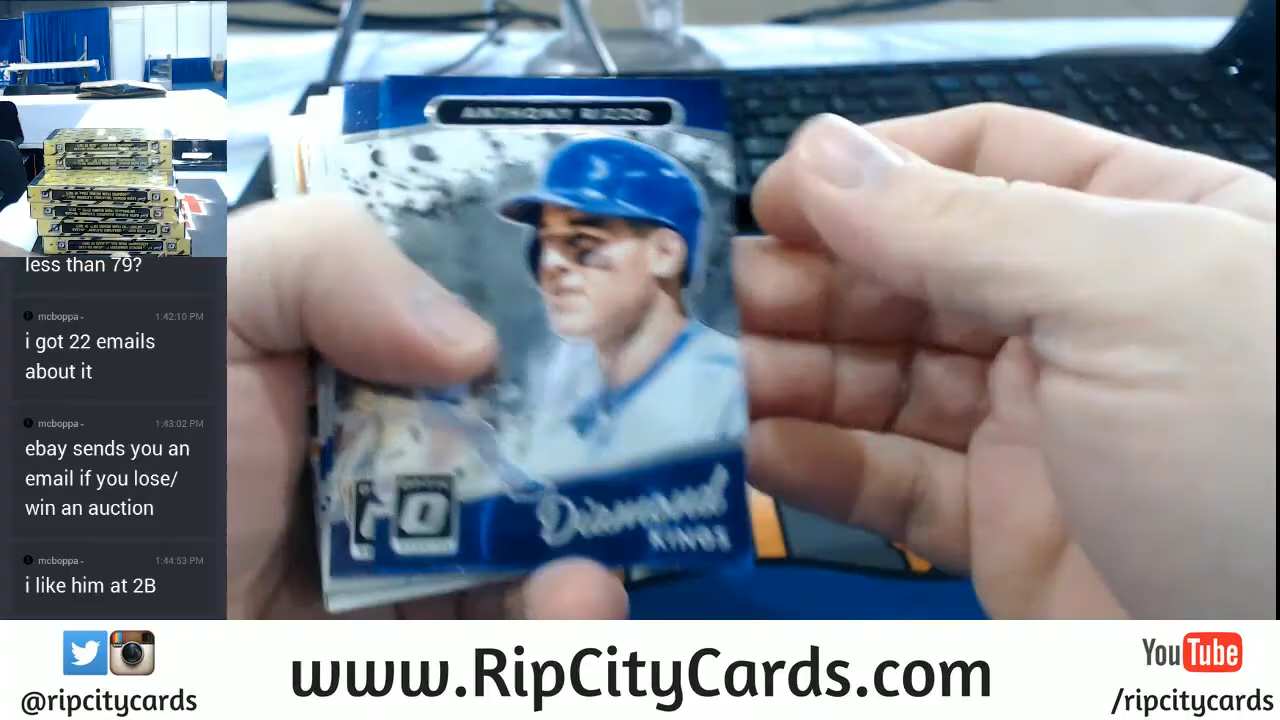 less than 79?
mcboppa - 1:42:10 PM
i got 22 emails
about it
mcboppa - 1:43:02 PM
ebay sends you an
email if you lose/
win an auction
mcboppa - 1:44:53 PM
i like him at 2B
ANTHONY RIZZO
Diamond
KINGS
@ripcitycards
www.RipCityCards.com
YouTube
/ripcitycards